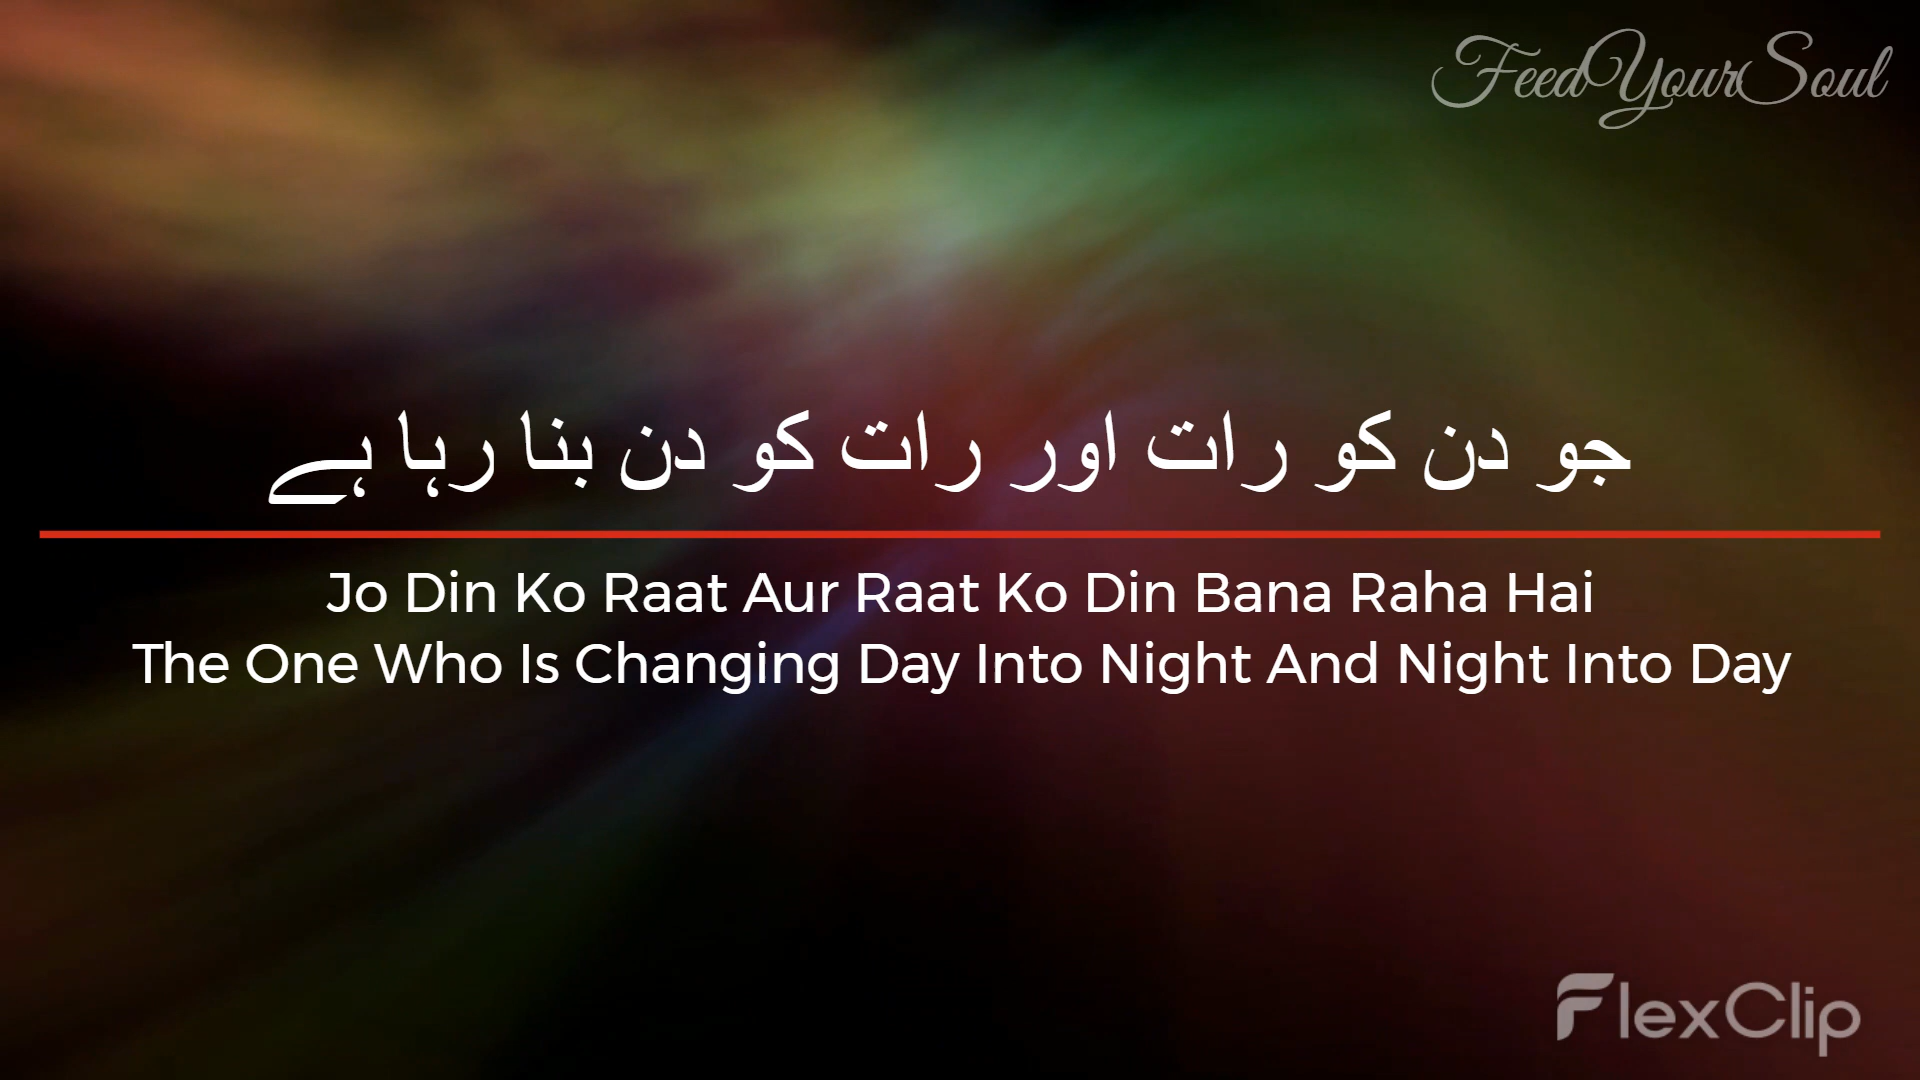 FeedYourSoul
جو دن کو رات اور رات کو دن بنا رہا ہے
Jo Din Ko Raat Aur Raat Ko Din Bana Raha Hai
The One Who Is Changing Day Into Night And Night Into Day
FlexClip